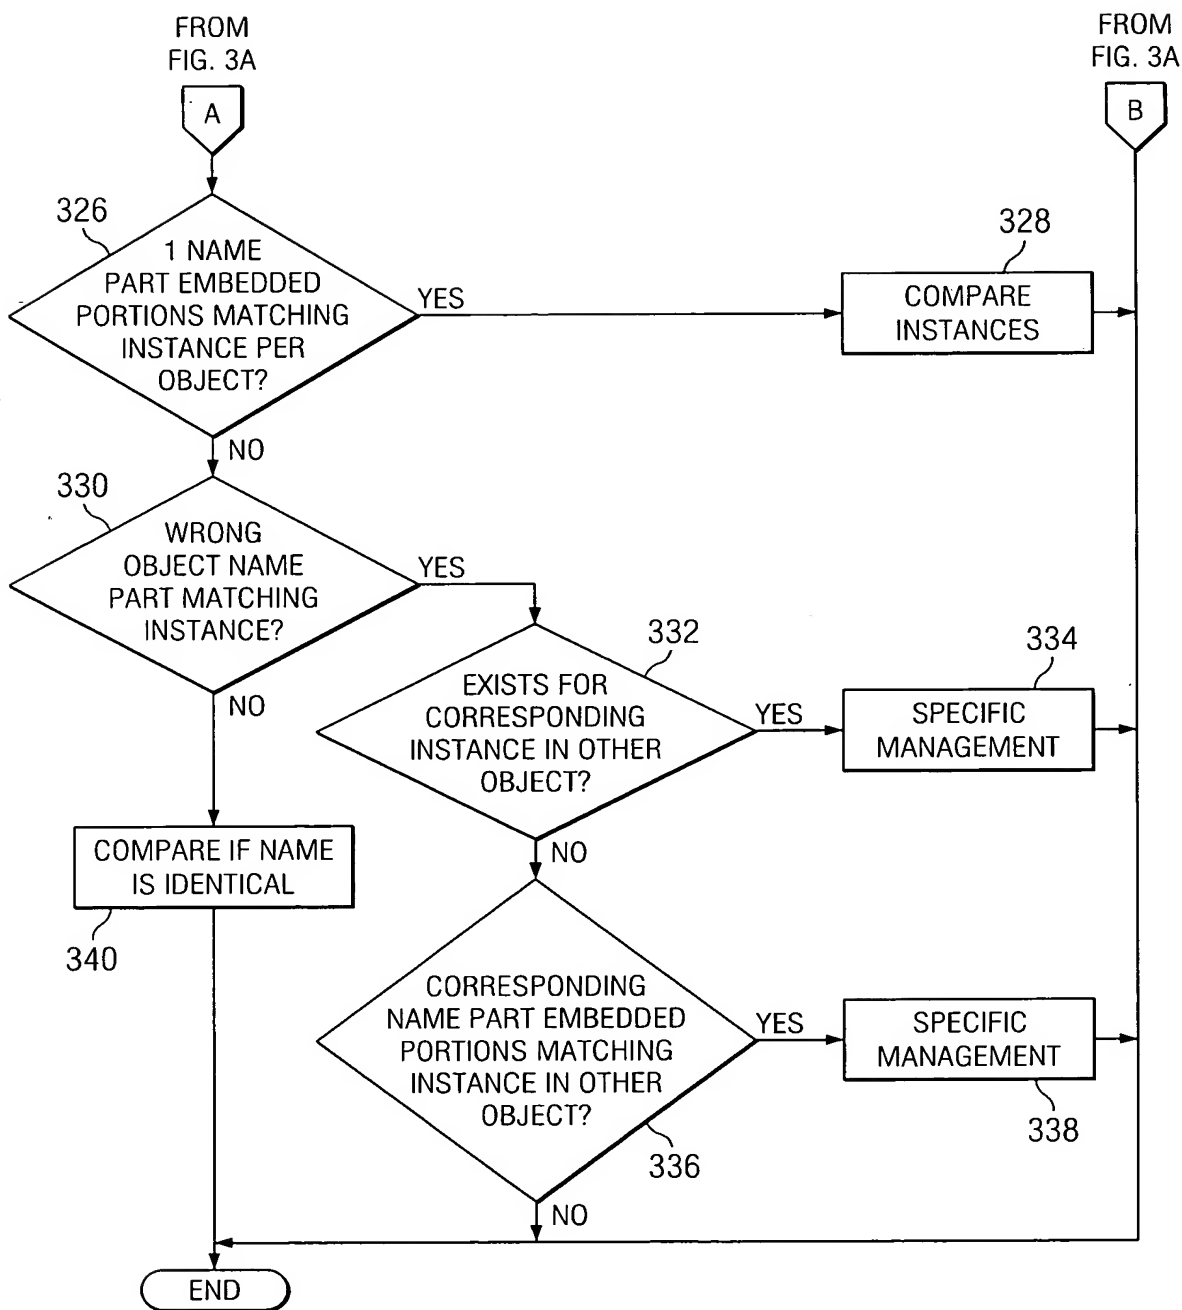 FROM
FIG. 3A
A
FROM
FIG. 3A
B
326
1 NAME
PART EMBEDDED
PORTIONS MATCHING
INSTANCE PER
OBJECT?
YES
328
COMPARE
INSTANCES
NO
330
WRONG
OBJECT NAME
PART MATCHING
INSTANCE?
YES
NO
332
EXISTS FOR
CORRESPONDING
INSTANCE IN OTHER
OBJECT?
YES
334
SPECIFIC
MANAGEMENT
NO
COMPARE IF NAME
IS IDENTICAL
340
CORRESPONDING
NAME PART EMBEDDED
PORTIONS MATCHING
INSTANCE IN OTHER
OBJECT?
YES
SPECIFIC
MANAGEMENT
338
336
NO
END